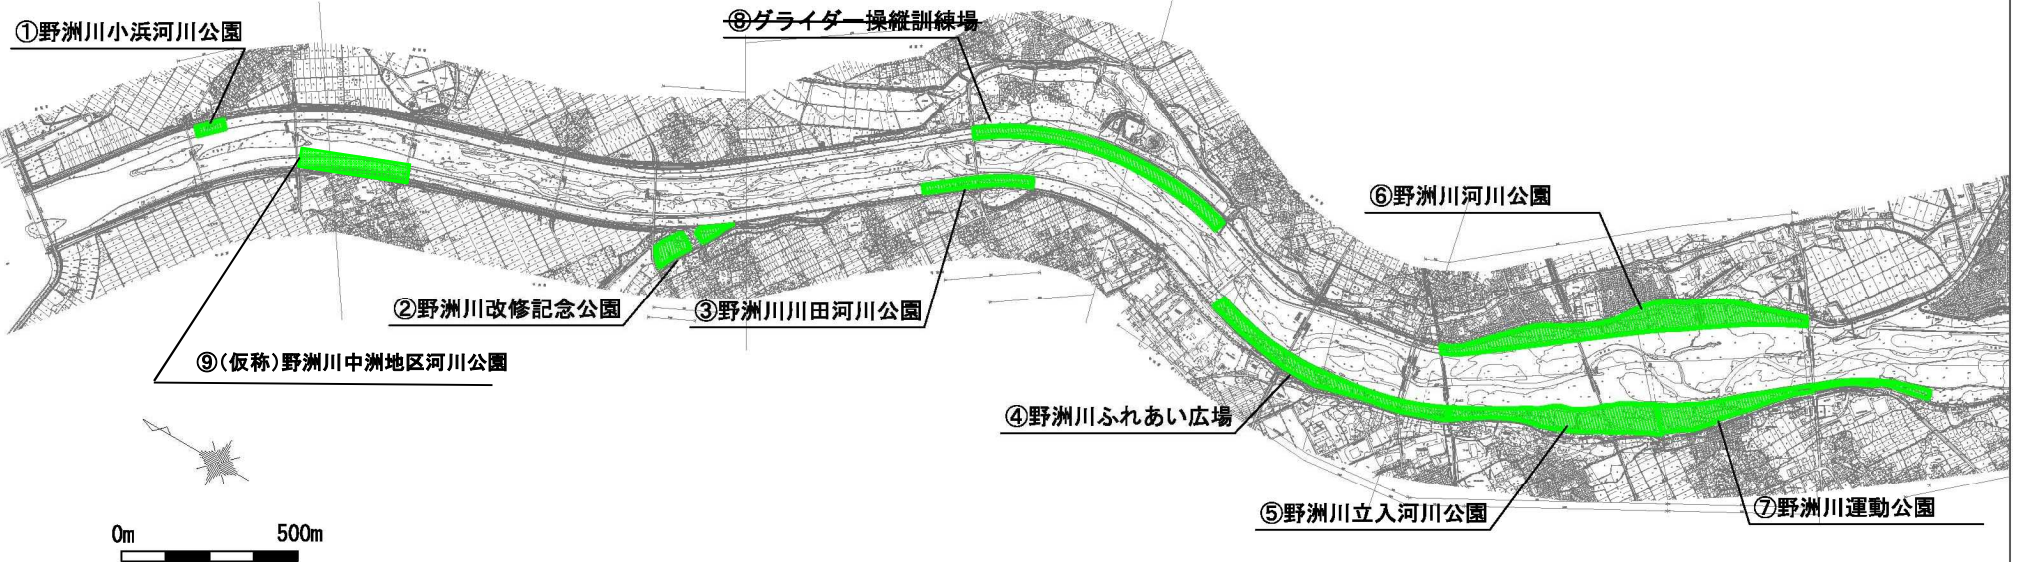 ①野洲川小浜河川公園
⑧グライダー操縦訓練場
⑥野洲川河川公園
②野洲川改修記念公園
③野洲川川田河川公園
⑨(仮称)野洲川中洲地区河川公園
④野洲川ふれあい広場
⑤野洲川立入河川公園
⑦野洲川運動公園
0m
500m